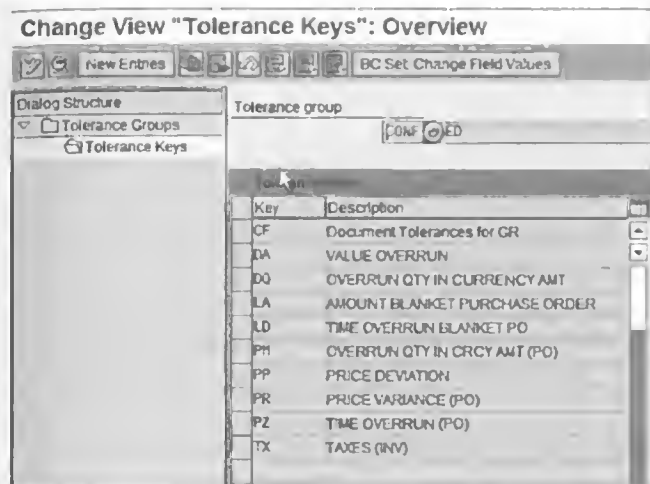 Change View "Tolerance Keys": Overview
New Entries BC Set: Change Field Values
Dialog Structure
Tolerance Groups
Tolerance Keys
Tolerance group
Key Description
CF Document Tolerances for GR
DA VALUE OVERRUN
DQ OVERRUN QTY IN CURRENCY AMT
LA AMOUNT BLANKET PURCHASE ORDER
LD TIME OVERRUN BLANKET PO
PM OVERRUN QTY IN CRCY AMT (PO)
PP PRICE DEVIATION
PR PRICE VARIANCE (PO)
PZ TIME OVERRUN (PO)
TX TAXES (INV)